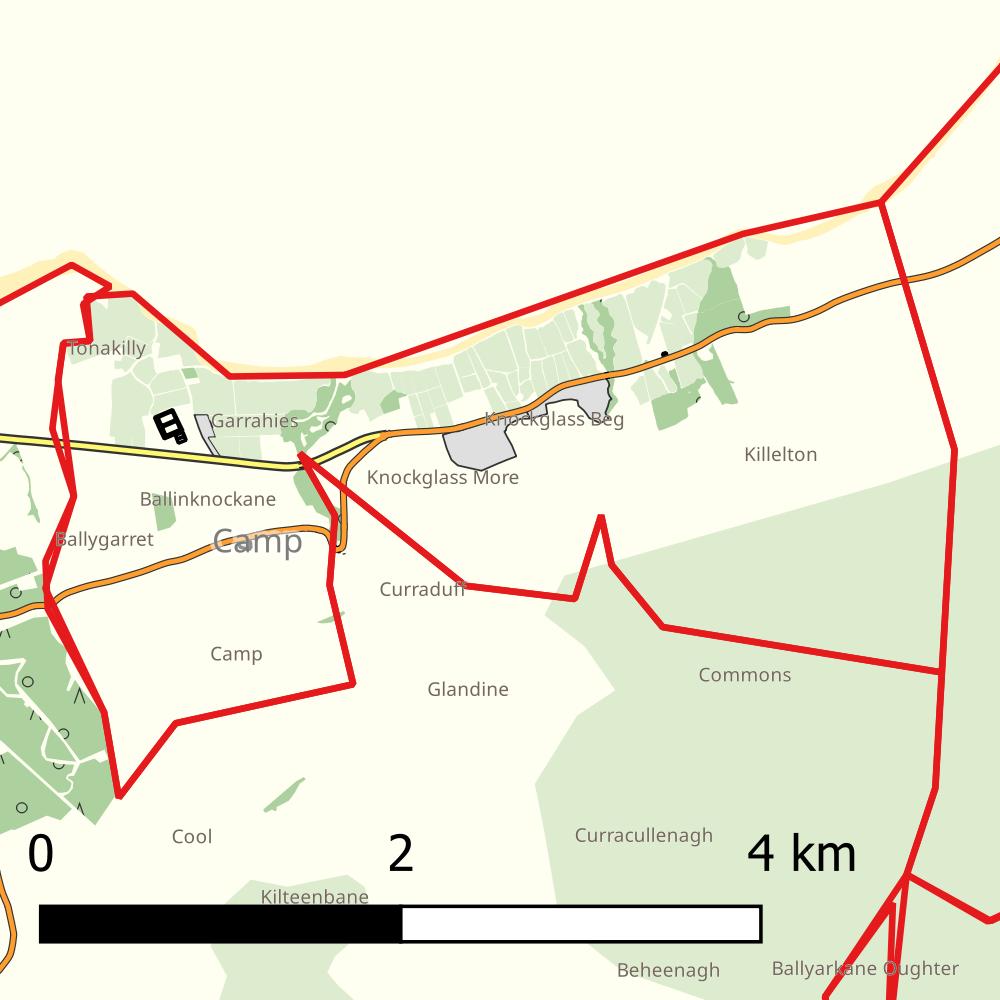 Tonakilly
Garrahies
Knockglass Beg
Killelton
Knockglass More
Ballinknockane
Ballygarret
Camp
Curraduff
Camp
Commons
Glandine
Cool
Curracullenagh
0 2 4 km
Kilteenbane
Beheenagh
Ballyarkane Oughter